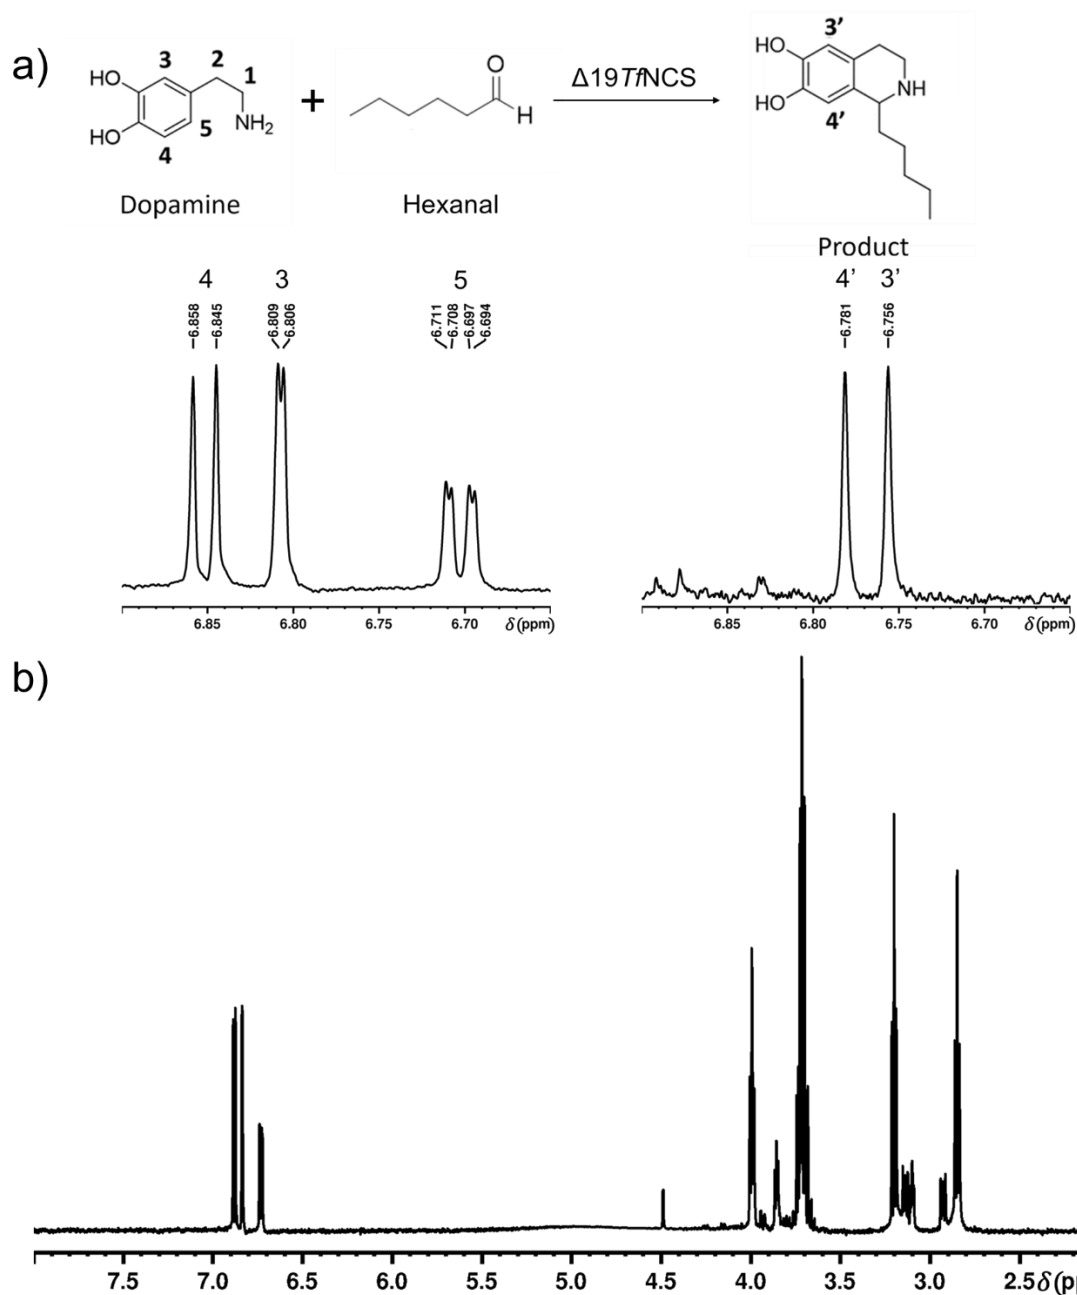 a)
HO
HO
3
2
1
5
4
NH2
+
O
H
Δ19TfNCS
3’
HO
HO
NH
4’
Dopamine
Hexanal
Product
4 3 5 4’ 3’
6.858 6.845 6.809 6.806 6.711 6.708 6.697 6.694 6.781 6.756
6.85 6.80 6.75 6.70 δ(ppm) 6.85 6.80 6.75 6.70 δ(ppm)
b)
7.5 7.0 6.5 6.0 5.5 5.0 4.5 4.0 3.5 3.0 2.5 δ(p